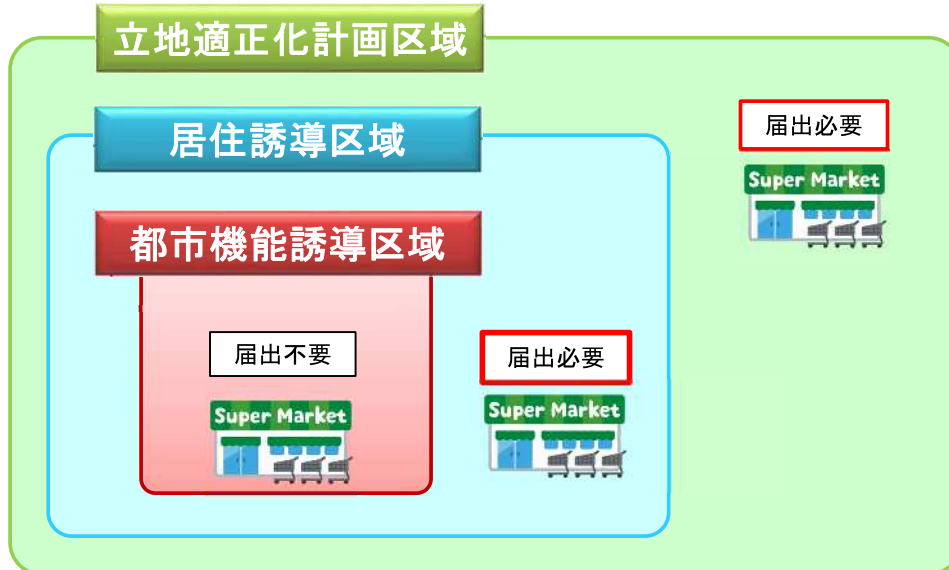 立地適正化計画区域
居住誘導区域
届出必要
Super Market
都市機能誘導区域
届出不要
届出必要
Super Market
Super Market